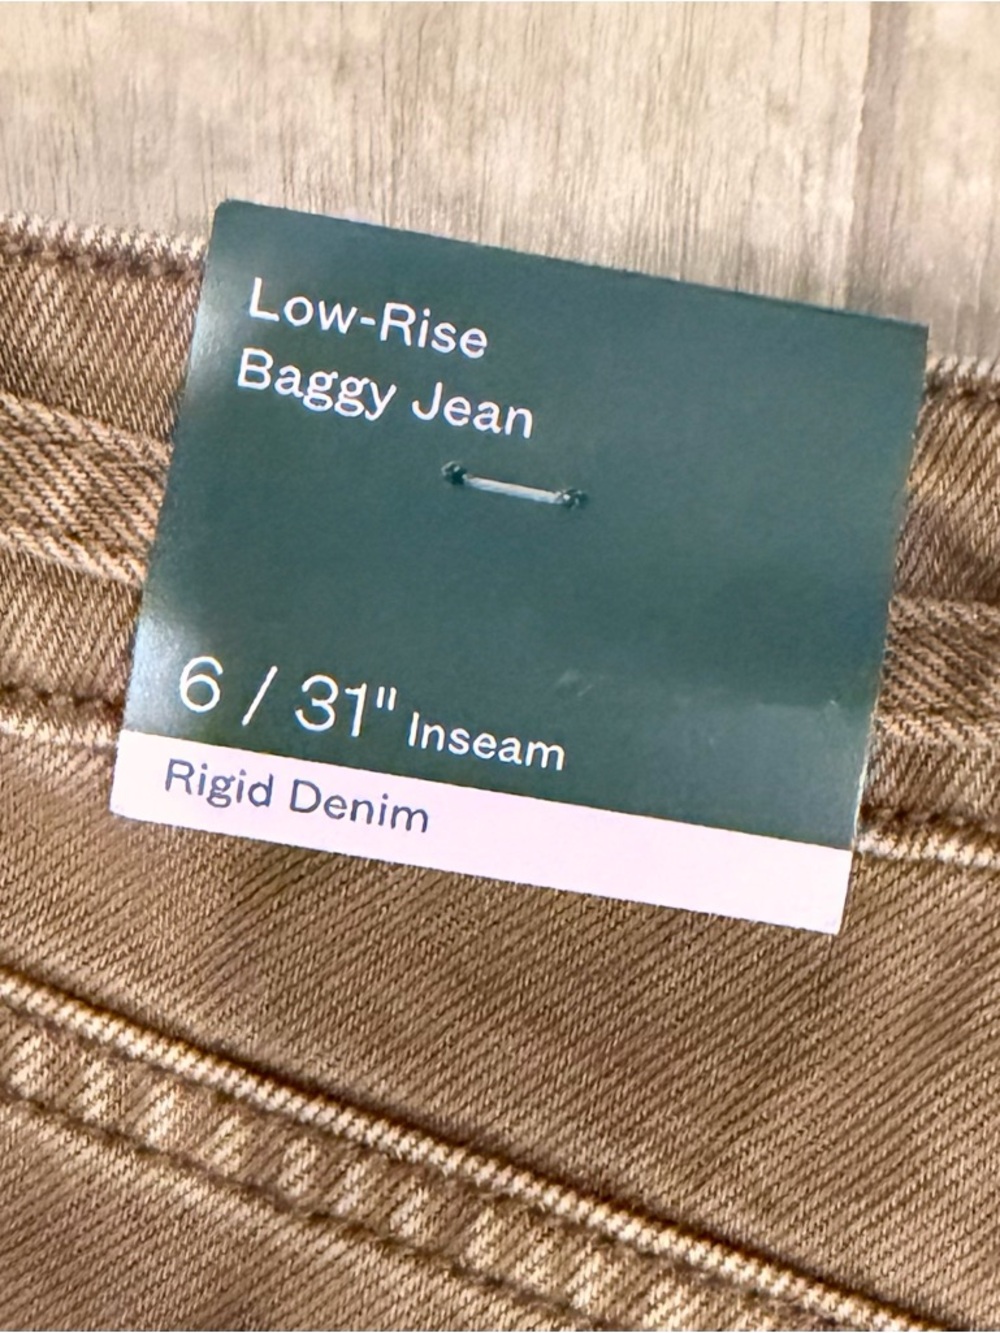 Low-Rise
Baggy Jean
6 / 31" Inseam
Rigid Denim